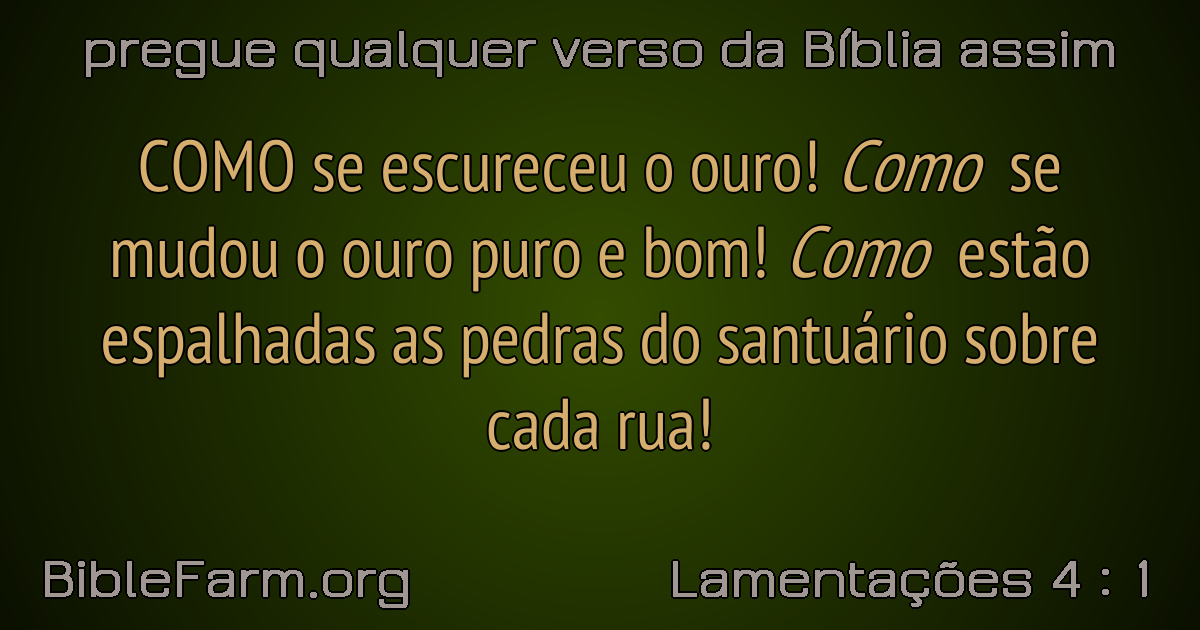 pregue qualquer verso da Bíblia assim
COMO se escureceu o ouro! Como se
mudou o ouro puro e bom! Como estão
espalhadas as pedras do santuário sobre
cada rua!
BibleFarm.org
Lamentações 4 : 1